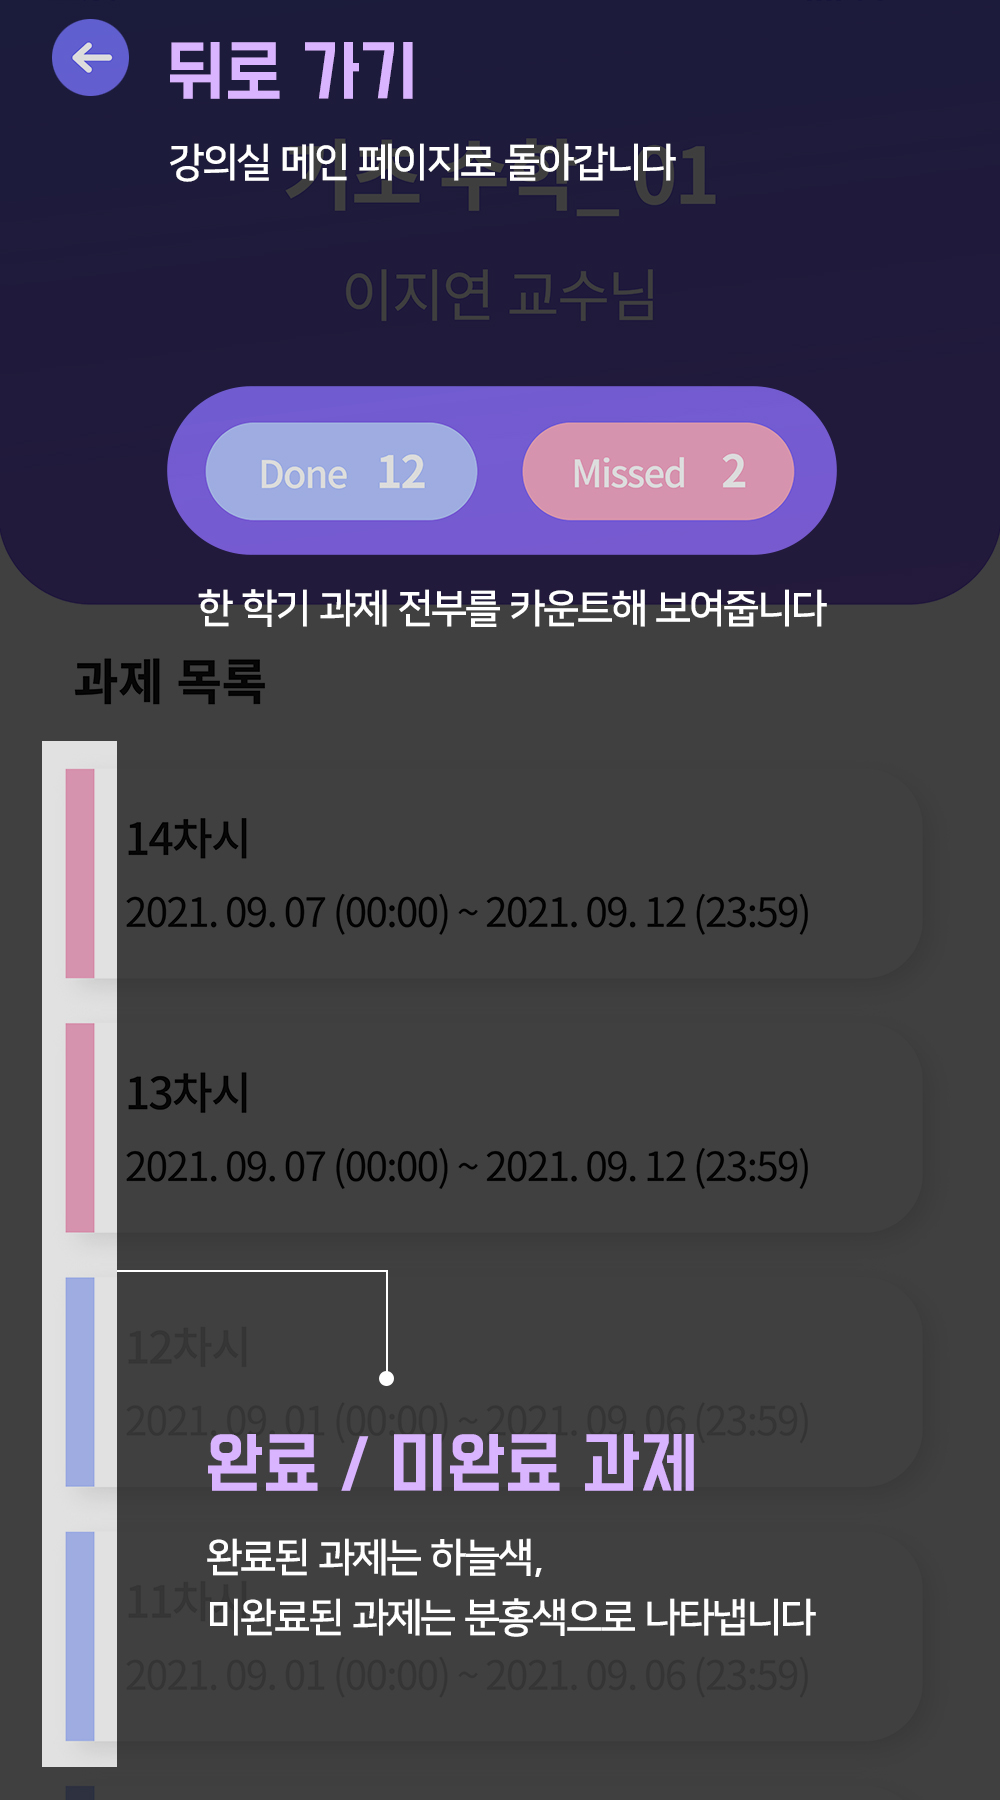 뒤로 가기
강의실 메인 페이지로 돌아갑니다
기초 수학_01
이지연 교수님
Done 12 Missed 2
한 학기 과제 전부를 카운트해 보여줍니다
과제 목록
14차시
2021. 09. 07 (00:00) ~ 2021. 09. 12 (23:59)
13차시
2021. 09. 07 (00:00) ~ 2021. 09. 12 (23:59)
12차시
2021. 09. 01 (00:00) ~ 2021. 09. 06 (23:59)
완료 / 미완료 과제
완료된 과제는 하늘색,
11차시
미완료된 과제는 분홍색으로 나타냅니다
2021. 09. 01 (00:00) ~ 2021. 09. 06 (23:59)